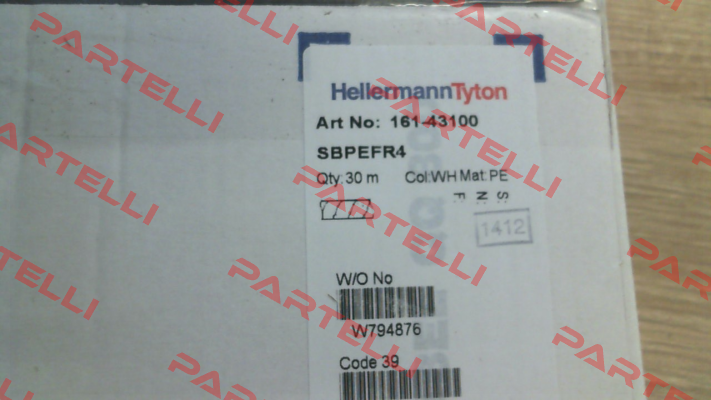 HellermannTyton
Art No: 161-43100
SBPEFR4
Qty: 30 m Col:WH Mat: PE
S:
N:
F:
1412
W/O No
W794876
Code 39
PARTELLI
PARTELLI
PARTELLI
PARTELLI
PARTELLI
PARTELLI
PARTELLI
PARTELLI